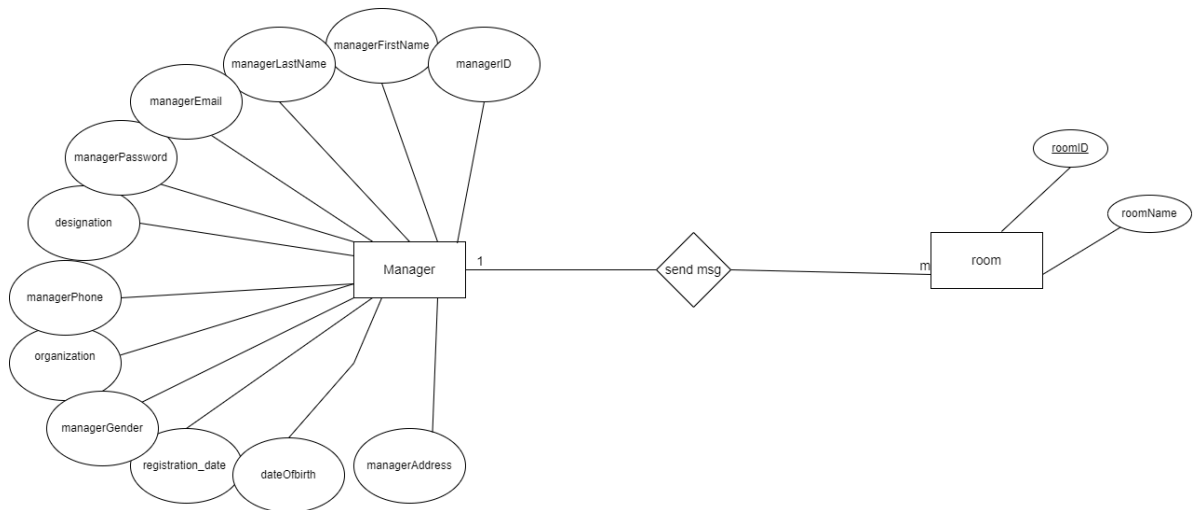 managerFirstName
managerLastName
managerID
managerEmail
managerPassword
designation
managerPhone
organization
managerGender
registration_date
dateOfbirth
managerAddress
Manager
1
send msg
m
room
roomID
roomName